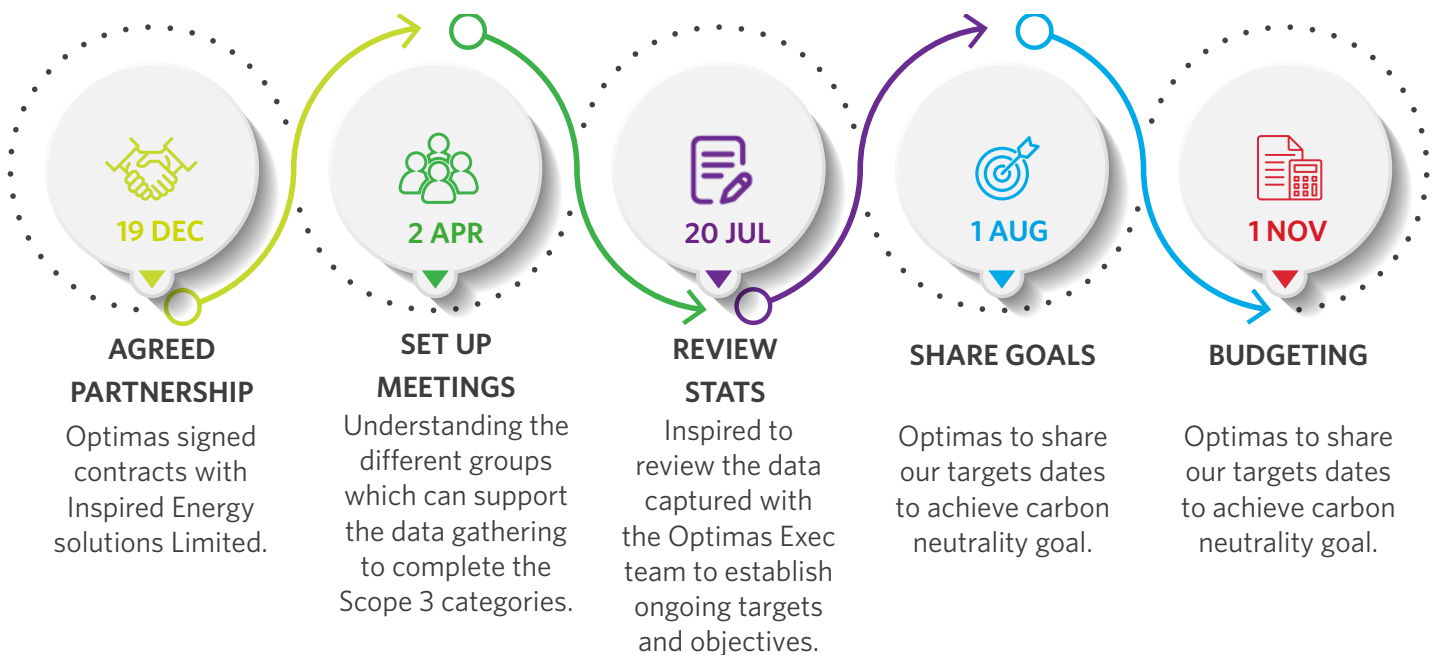 19 DEC
AGREED
PARTNERSHIP
Optimas signed
contracts with
Inspired Energy
solutions Limited.
2 APR
SET UP
MEETINGS
Understanding the
different groups
which can support
the data gathering
to complete the
Scope 3 categories.
20 JUL
REVIEW
STATS
Inspired to
review the data
captured with
the Optimas Exec
team to establish
ongoing targets
and objectives.
1 AUG
SHARE GOALS
Optimas to share
our targets dates
to achieve carbon
neutrality goal.
1 NOV
BUDGETING
Optimas to share
our targets dates
to achieve carbon
neutrality goal.